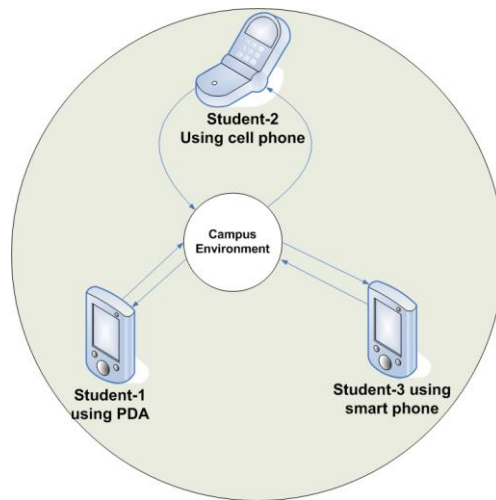 Student-2
Using cell phone
Campus
Environment
Student-1
using PDA
Student-3 using
smart phone